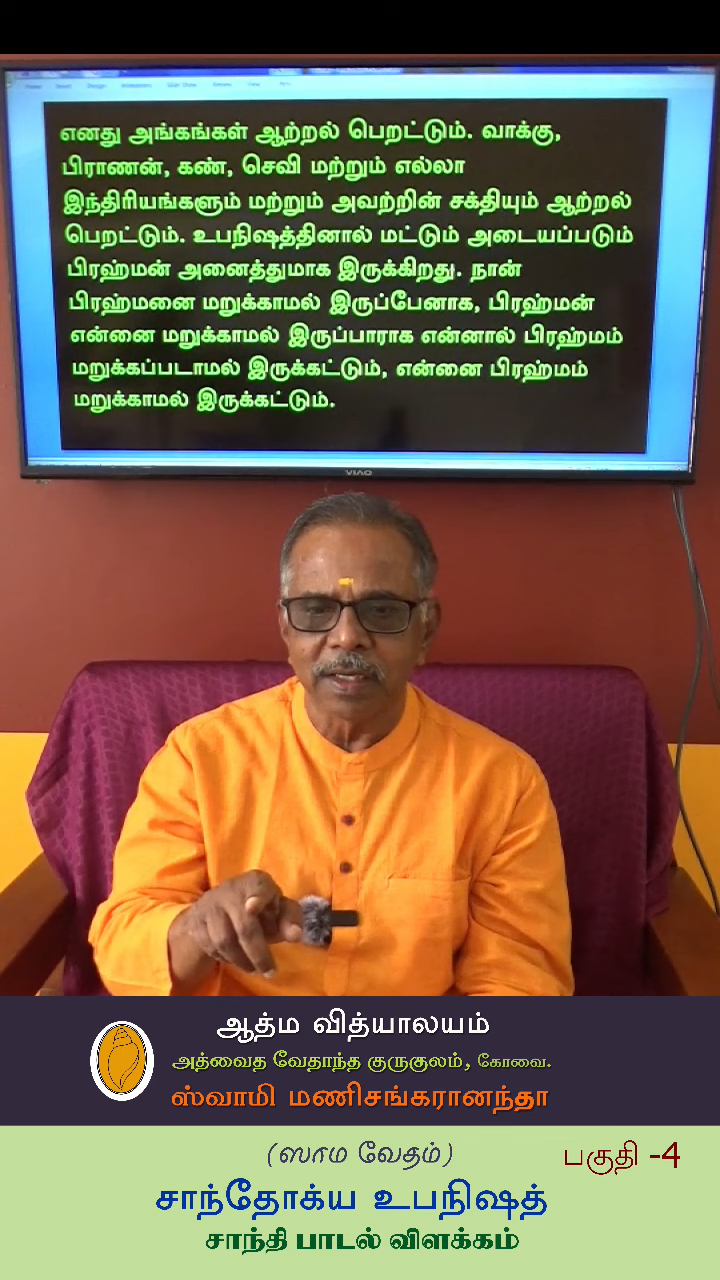 எனது அங்கங்கள் ஆற்றல் பெறட்டும். வாக்கு,
பிராணன், கண், செவி மற்றும் எல்லா
இந்திரியங்களும் மற்றும் அவற்றின் சக்தியும் ஆற்றல்
பெறட்டும். உபநிஷத்தினால் மட்டும் அடையப்படும்
பிரஹ்மன் அனைத்துமாக இருக்கிறது. நான்
பிரஹ்மனை மறுக்காமல் இருப்பேனாக, பிரஹ்மன்
என்னை மறுக்காமல் இருப்பாராக என்னால் பிரஹ்மம்
மறுக்கப்படாமல் இருக்கட்டும், என்னை பிரஹ்மம்
மறுக்காமல் இருக்கட்டும்.
ஆத்ம வித்யாலயம்
அத்வைத வேதாந்த குருகுலம், கோவை.
ஸ்வாமி மணிசங்கரானந்தா
(ஸாம வேதம்)
பகுதி -4
சாந்தோக்ய உபநிஷத்
சாந்தி பாடல் விளக்கம்